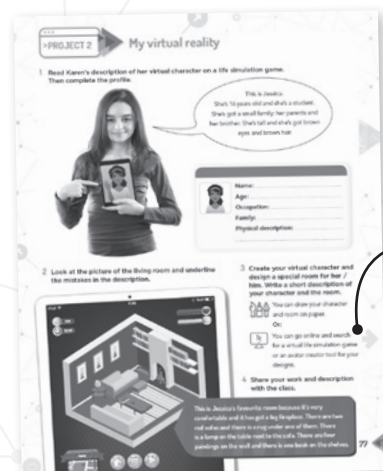 >PROJECT 2
My virtual reality
1 Read Karen's description of her virtual character on a life simulation game.
Then complete the profile.
This is Jessica.
She's 16 years old and she's a student.
She's got a small family: her parents and
her brother. She's tall and she's got brown
eyes and brown hair.
Name:
Age:
Occupation:
Family:
Physical description:
2 Look at the picture of the living room and underline
the mistakes in the description.
3 Create your virtual character and
design a special room for her /
him. Write a short description of
your character and the room.
You can draw your character
and room on paper.
Or:
You can go online and search
for a virtual life simulation game
or an avatar creator tool for your
designs.
4 Share your work and description
with the class.
This is Jessica's favourite room because it's very
comfortable and it has got a big fireplace. There are two
red sofas and there is a rug under one of them. There
is a lamp on the table next to the sofa. There are four
paintings on the wall and there is one book on the shelves.
77